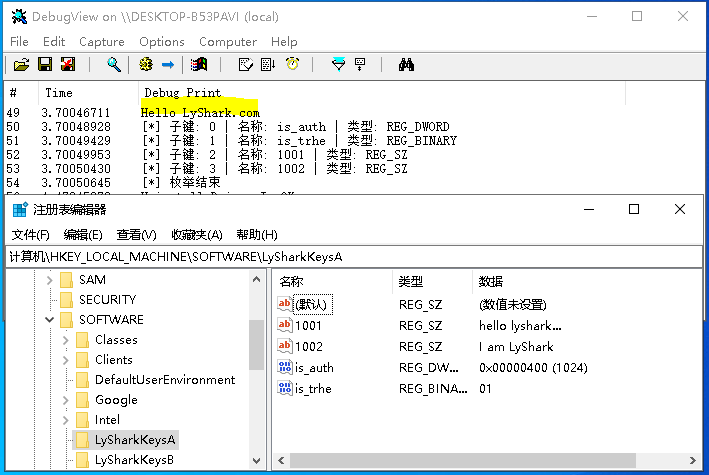 DebugView on \\DESKTOP-B53PAVI (local)
File Edit Capture Options Computer Help
# Time Debug Print
49 3.70046711 Hello LyShark.com
50 3.70048928 [*] 子键: 0 | 名称: is_auth | 类型: REG_DWORD
51 3.70049429 [*] 子键: 1 | 名称: is_trhe | 类型: REG_BINARY
52 3.70049953 [*] 子键: 2 | 名称: 1001 | 类型: REG_SZ
53 3.70050430 [*] 子键: 3 | 名称: 1002 | 类型: REG_SZ
54 3.70050645 [*] 枚举结束
注册表编辑器
文件(F) 编辑(E) 查看(V) 收藏夹(A) 帮助(H)
计算机\HKEY_LOCAL_MACHINE\SOFTWARE\LySharkKeysA
SAM
SECURITY
SOFTWARE
Classes
Clients
DefaultUserEnvironment
Google
Intel
LySharkKeysA
LySharkKeysB
名称 类型 数据
(默认) REG_SZ (数值未设置)
1001 REG_SZ hello lyshark...
1002 REG_SZ I am LyShark
is_auth REG_DW... 0x00000400 (1024)
is_trhe REG_BINA... 01